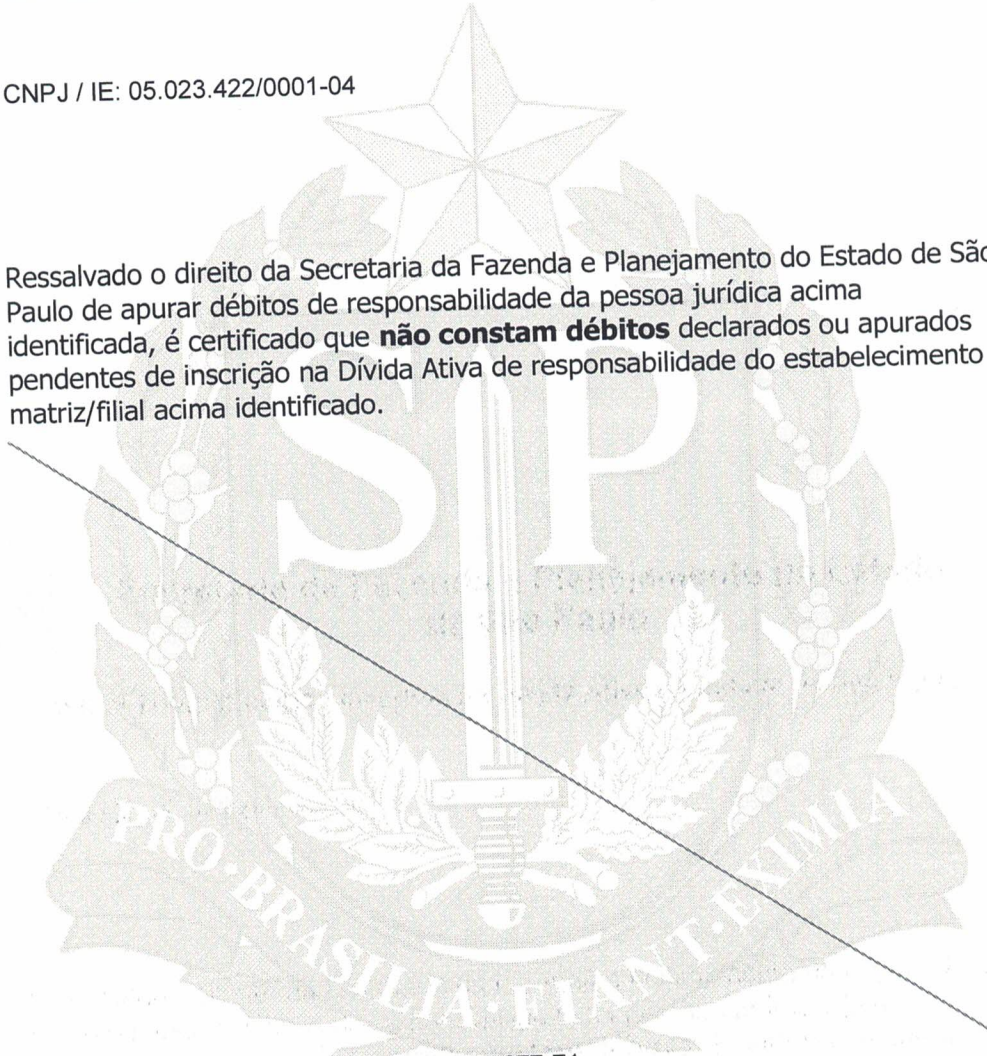 CNPJ / IE: 05.023.422/0001-04
Ressalvado o direito da Secretaria da Fazenda e Planejamento do Estado de São
Paulo de apurar débitos de responsabilidade da pessoa jurídica acima
identificada, é certificado que não constam débitos declarados ou apurados
pendentes de inscrição na Dívida Ativa de responsabilidade do estabelecimento
matriz/filial acima identificado.
SP
PRO·BRASILIA·FIANT·EXIMIA